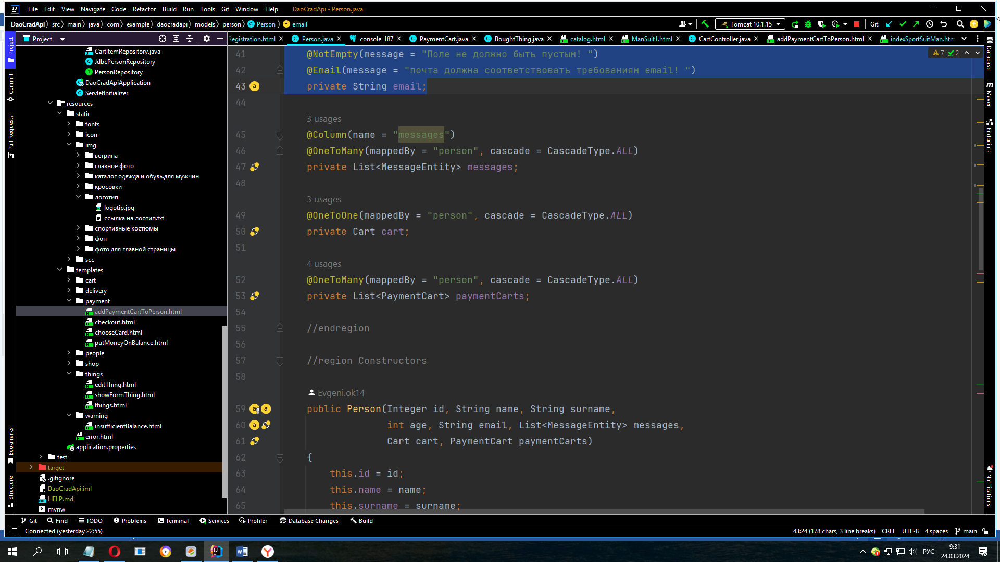 File Edit View Navigate Code Refactor Build Run Tools Git Window Help DaoCradApi - Person.java
DaoCradApi src main java com example daocradapi models person Person email
Tomcat 10.1.15 Git:
Project
Registration.html Person.java console_187 PaymentCart.java BoughtThing.java catalog.html ManSuit1.html CartController.java addPaymentCartToPerson.html indexSportSuitMan.htm
Project
Commit
Pull Requests
Bookmarks
Structure
CartItemRepository.java
JdbcPersonRepository
PersonRepository
DaoCradApiApplication
ServletInitializer
resources
static
fonts
icon
img
ветрина
главное фото
каталог одежда и обувь.для мужчин
кросовки
логотип
logotip.jpg
ссылка на лоотип.txt
спортивные костюмы
фон
фото для главной страницы
scc
templates
cart
delivery
payment
addPaymentCartToPerson.html
checkout.html
chooseCard.html
putMoneyOnBalance.html
people
shop
things
editThing.html
showFormThing.html
things.html
warning
insufficientBalance.html
error.html
application.properties
test
target
.gitignore
DaoCradApi.iml
HELP.md
mvnw
7 2
41 @NotEmpty(message = "Поле не должно быть пустым! ")
42 @Email(message = "почта должна соответствовать требованиям email! ")
43 private String email;
44
3 usages
45 @Column(name = "messages")
46 @OneToMany(mappedBy = "person", cascade = CascadeType.ALL)
47 private List<MessageEntity> messages;
48
3 usages
49 @OneToOne(mappedBy = "person", cascade = CascadeType.ALL)
50 private Cart cart;
51
4 usages
52 @OneToMany(mappedBy = "person", cascade = CascadeType.ALL)
53 private List<PaymentCart> paymentCarts;
54
55 //endregion
56
57 //region Constructors
58
Evgeni.ok14
59 public Person(Integer id, String name, String surname,
60 int age, String email, List<MessageEntity> messages,
61 Cart cart, PaymentCart paymentCarts)
62 {
63 this.id = id;
64 this.name = name;
65 this.surname = surname;
Database
Maven
Endpoints
Notifications
Git Find TODO Problems Terminal Services Profiler Database Changes Build
Connected (yesterday 22:55) 43:24 (178 chars, 3 line breaks) CRLF UTF-8 4 spaces main
РУС 9:31
24.03.2024